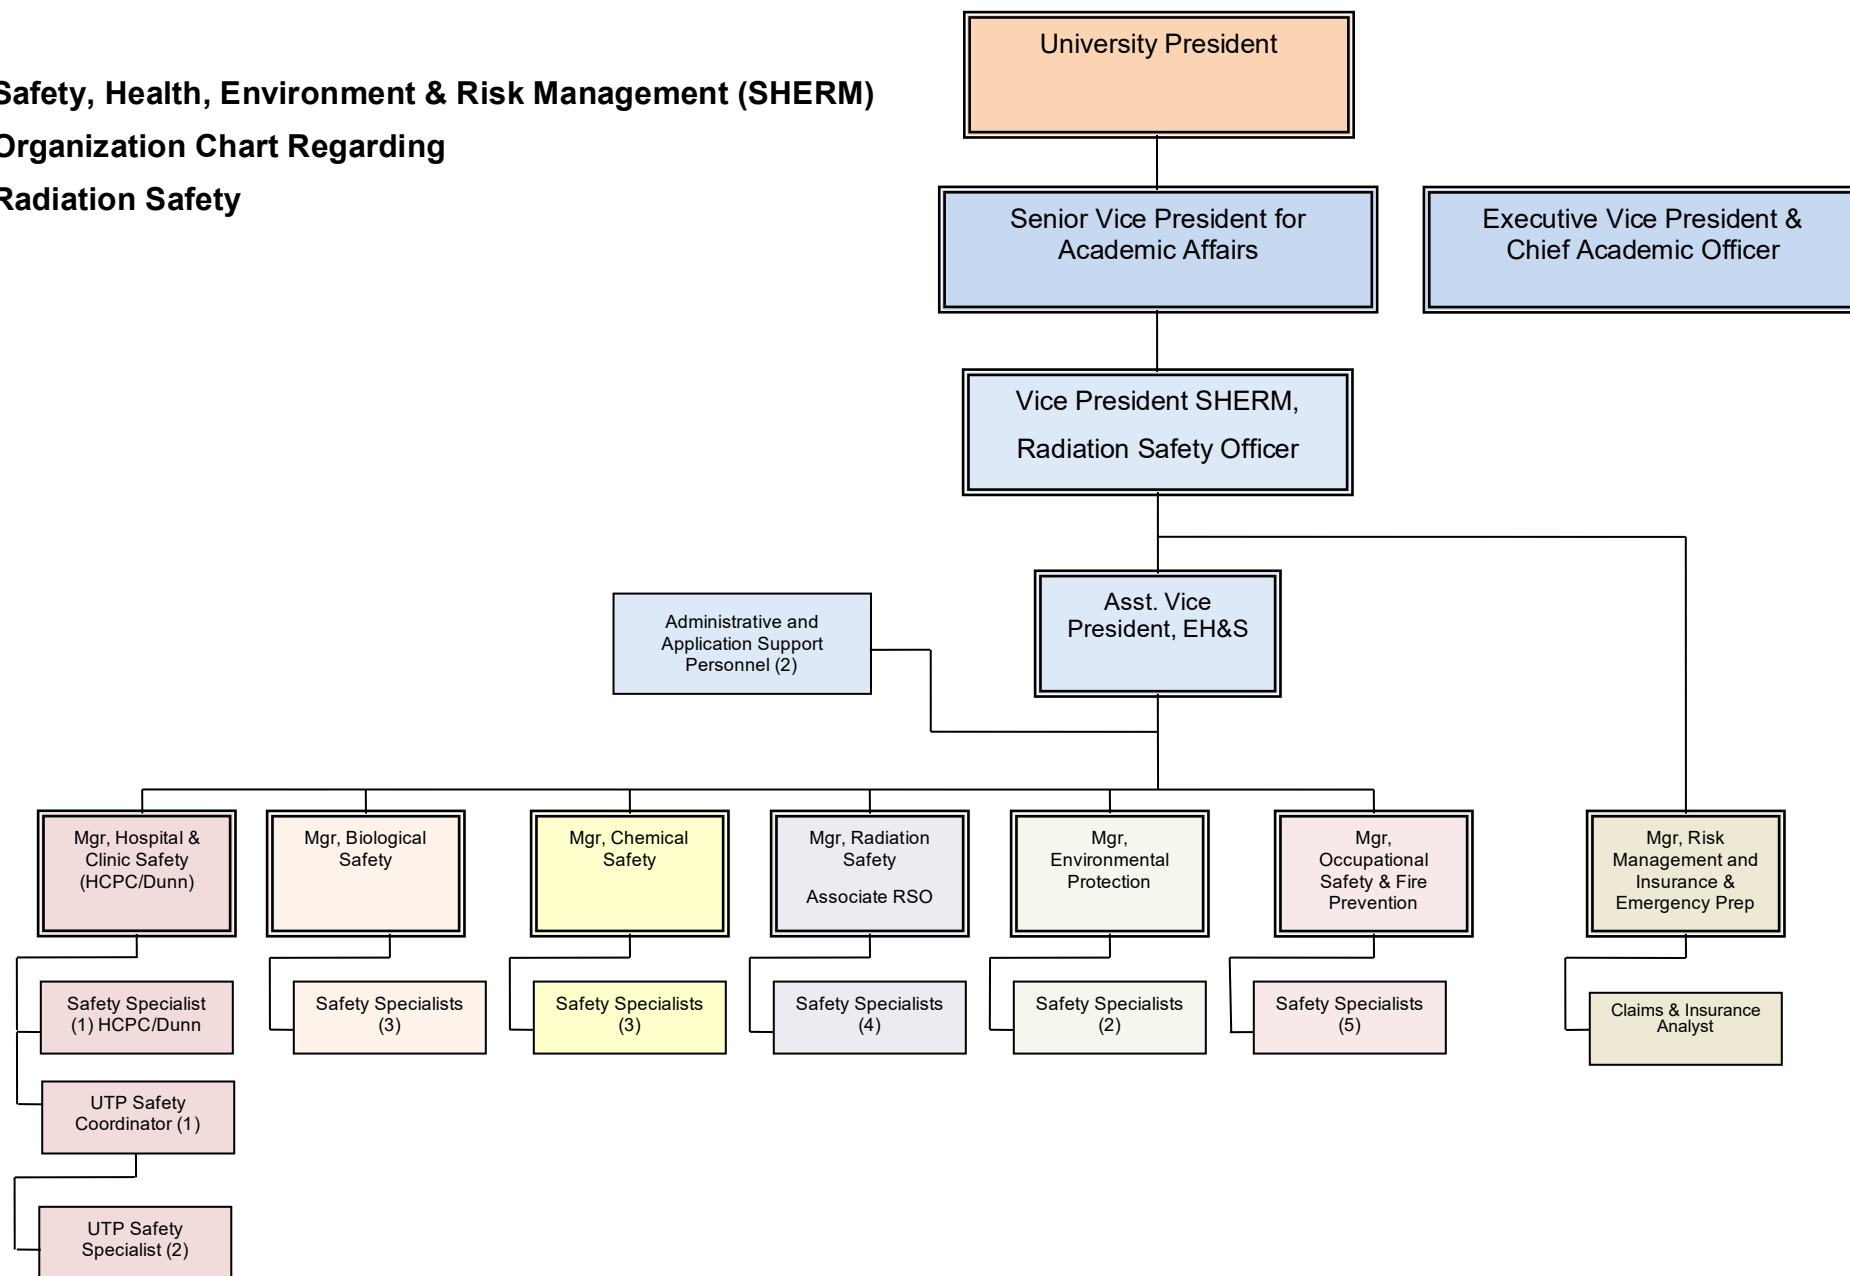 Safety, Health, Environment & Risk Management (SHERM)
Organization Chart Regarding
Radiation Safety
University President
Senior Vice President for
Academic Affairs
Executive Vice President &
Chief Academic Officer
Vice President SHERM,
Radiation Safety Officer
Asst. Vice
President, EH&S
Administrative and
Application Support
Personnel (2)
Mgr, Hospital &
Clinic Safety
(HCPC/Dunn)
Mgr, Biological
Safety
Mgr, Chemical
Safety
Mgr, Radiation
Safety
Associate RSO
Mgr,
Environmental
Protection
Mgr,
Occupational
Safety & Fire
Prevention
Mgr, Risk
Management and
Insurance &
Emergency Prep
Safety Specialist
(1) HCPC/Dunn
Safety Specialists
(3)
Safety Specialists
(3)
Safety Specialists
(4)
Safety Specialists
(2)
Safety Specialists
(5)
Claims & Insurance
Analyst
UTP Safety
Coordinator (1)
UTP Safety
Specialist (2)